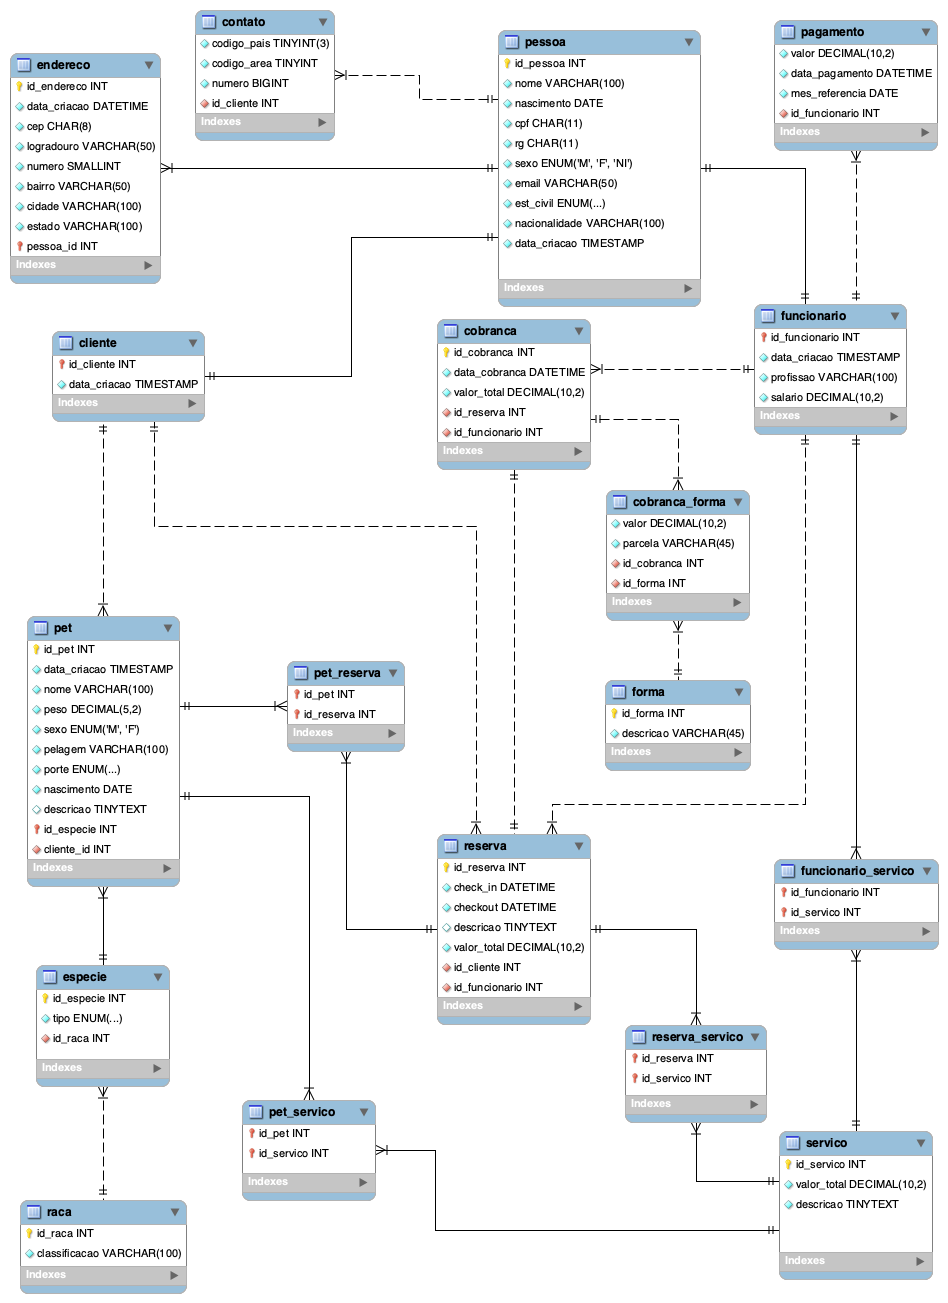 contato
codigo_pais TINYINT(3)
codigo_area TINYINT
numero BIGINT
id_cliente INT
Indexes
pessoa
id_pessoa INT
nome VARCHAR(100)
nascimento DATE
cpf CHAR(11)
rg CHAR(11)
sexo ENUM('M', 'F', 'NI')
email VARCHAR(50)
est_civil ENUM(...)
nacionalidade VARCHAR(100)
data_criacao TIMESTAMP
Indexes
pagamento
valor DECIMAL(10,2)
data_pagamento DATETIME
mes_referencia DATE
id_funcionario INT
Indexes
endereco
id_endereco INT
data_criacao DATETIME
cep CHAR(8)
logradouro VARCHAR(50)
numero SMALLINT
bairro VARCHAR(50)
cidade VARCHAR(100)
estado VARCHAR(100)
pessoa_id INT
Indexes
cliente
id_cliente INT
data_criacao TIMESTAMP
Indexes
cobranca
id_cobranca INT
data_cobranca DATETIME
valor_total DECIMAL(10,2)
id_reserva INT
id_funcionario INT
Indexes
funcionario
id_funcionario INT
data_criacao TIMESTAMP
profissao VARCHAR(100)
salario DECIMAL(10,2)
Indexes
cobranca_forma
valor DECIMAL(10,2)
parcela VARCHAR(45)
id_cobranca INT
id_forma INT
Indexes
pet
id_pet INT
data_criacao TIMESTAMP
nome VARCHAR(100)
peso DECIMAL(5,2)
sexo ENUM('M', 'F')
pelagem VARCHAR(100)
porte ENUM(...)
nascimento DATE
descricao TINYTEXT
id_especie INT
cliente_id INT
Indexes
pet_reserva
id_pet INT
id_reserva INT
Indexes
forma
id_forma INT
descricao VARCHAR(45)
Indexes
reserva
id_reserva INT
check_in DATETIME
checkout DATETIME
descricao TINYTEXT
valor_total DECIMAL(10,2)
id_cliente INT
id_funcionario INT
Indexes
funcionario_servico
id_funcionario INT
id_servico INT
Indexes
especie
id_especie INT
tipo ENUM(...)
id_raca INT
Indexes
reserva_servico
id_reserva INT
id_servico INT
Indexes
pet_servico
id_pet INT
id_servico INT
Indexes
servico
id_servico INT
valor_total DECIMAL(10,2)
descricao TINYTEXT
Indexes
raca
id_raca INT
classificacao VARCHAR(100)
Indexes